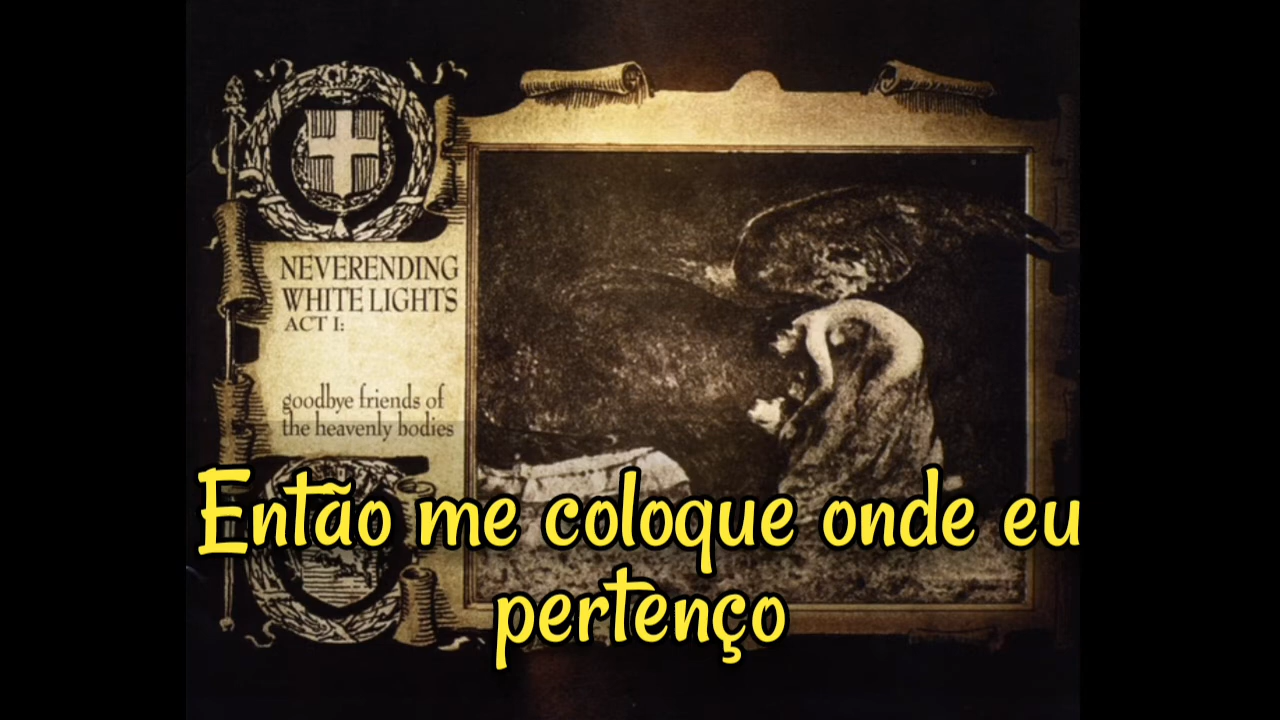 NEVERENDING
WHITE LIGHTS
ACT I:
goodbye friends of
the heavenly bodies
Então me coloque onde eu
pertenço